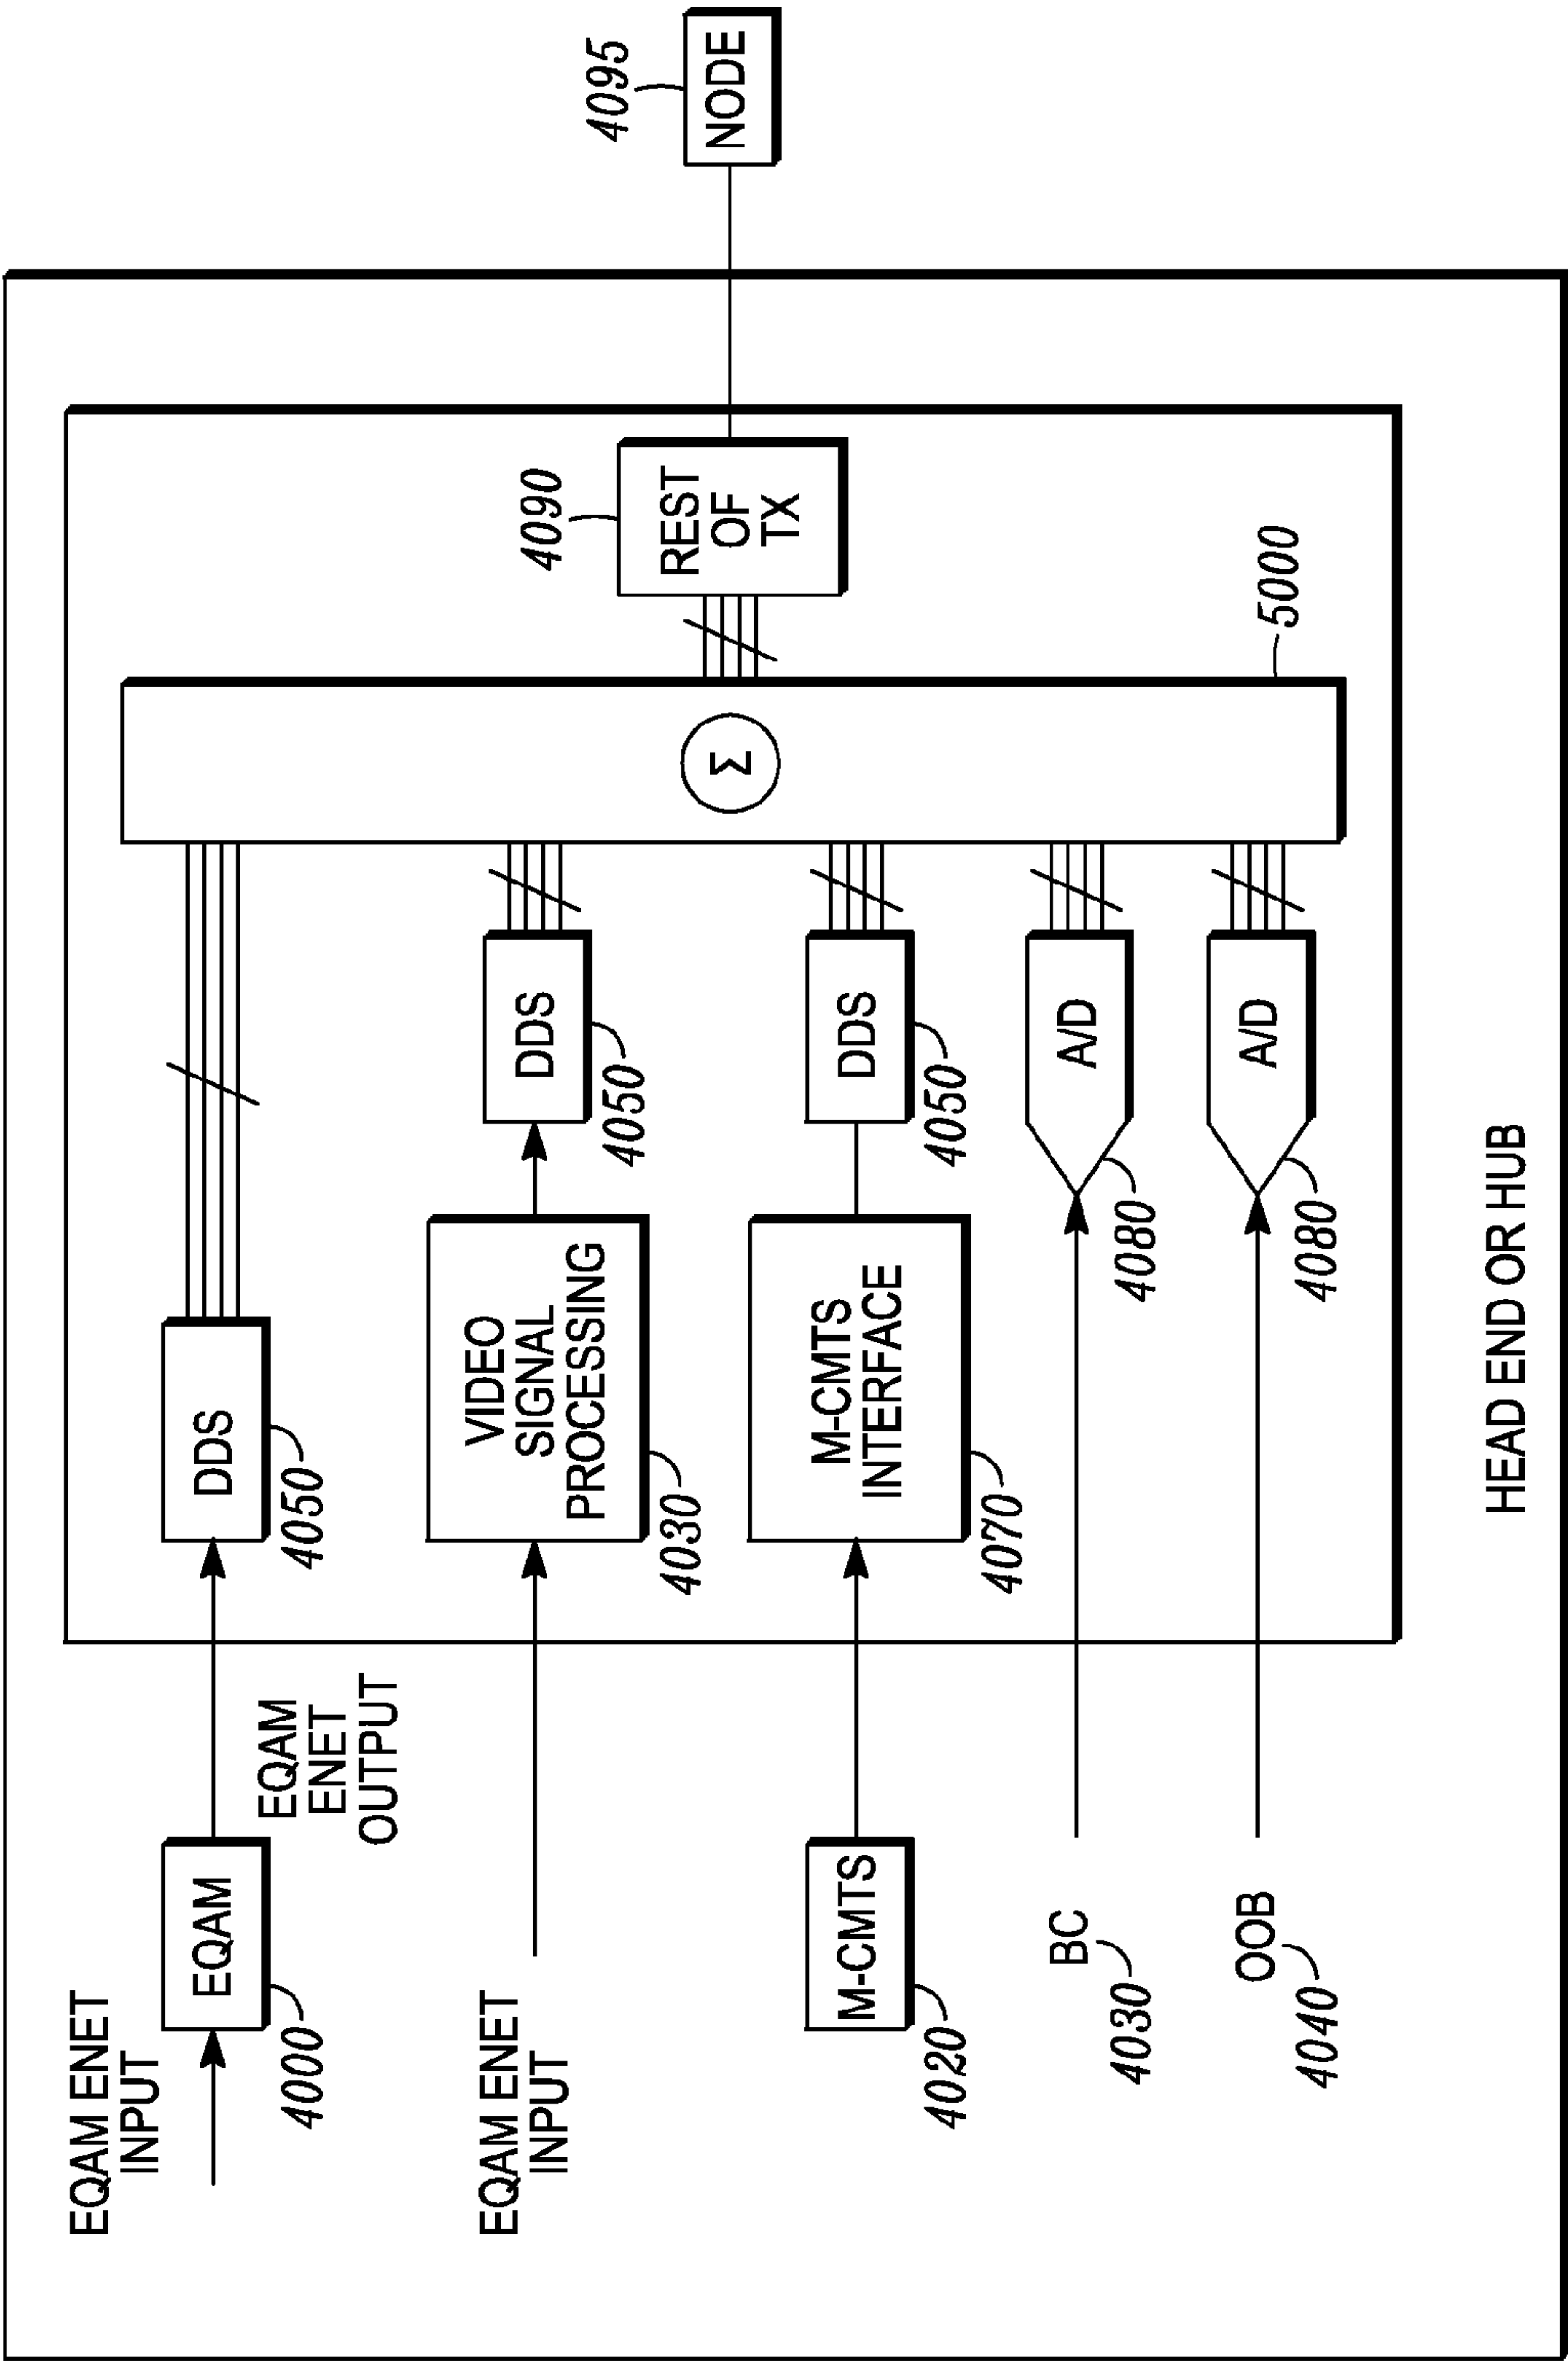 EQAM ENET
INPUT
EQAM
4000
EQAM
ENET
OUTPUT
DDS
4050
EQAM ENET
INPUT
VIDEO
SIGNAL
PROCESSING
4030
DDS
4050
M-CMTS
4020
M-CMTS
INTERFACE
4070
DDS
4050
BC
4030
A/D
4080
OOB
4040
A/D
4080
Σ
5000
REST
OF
TX
4090
NODE
4095
HEAD END OR HUB